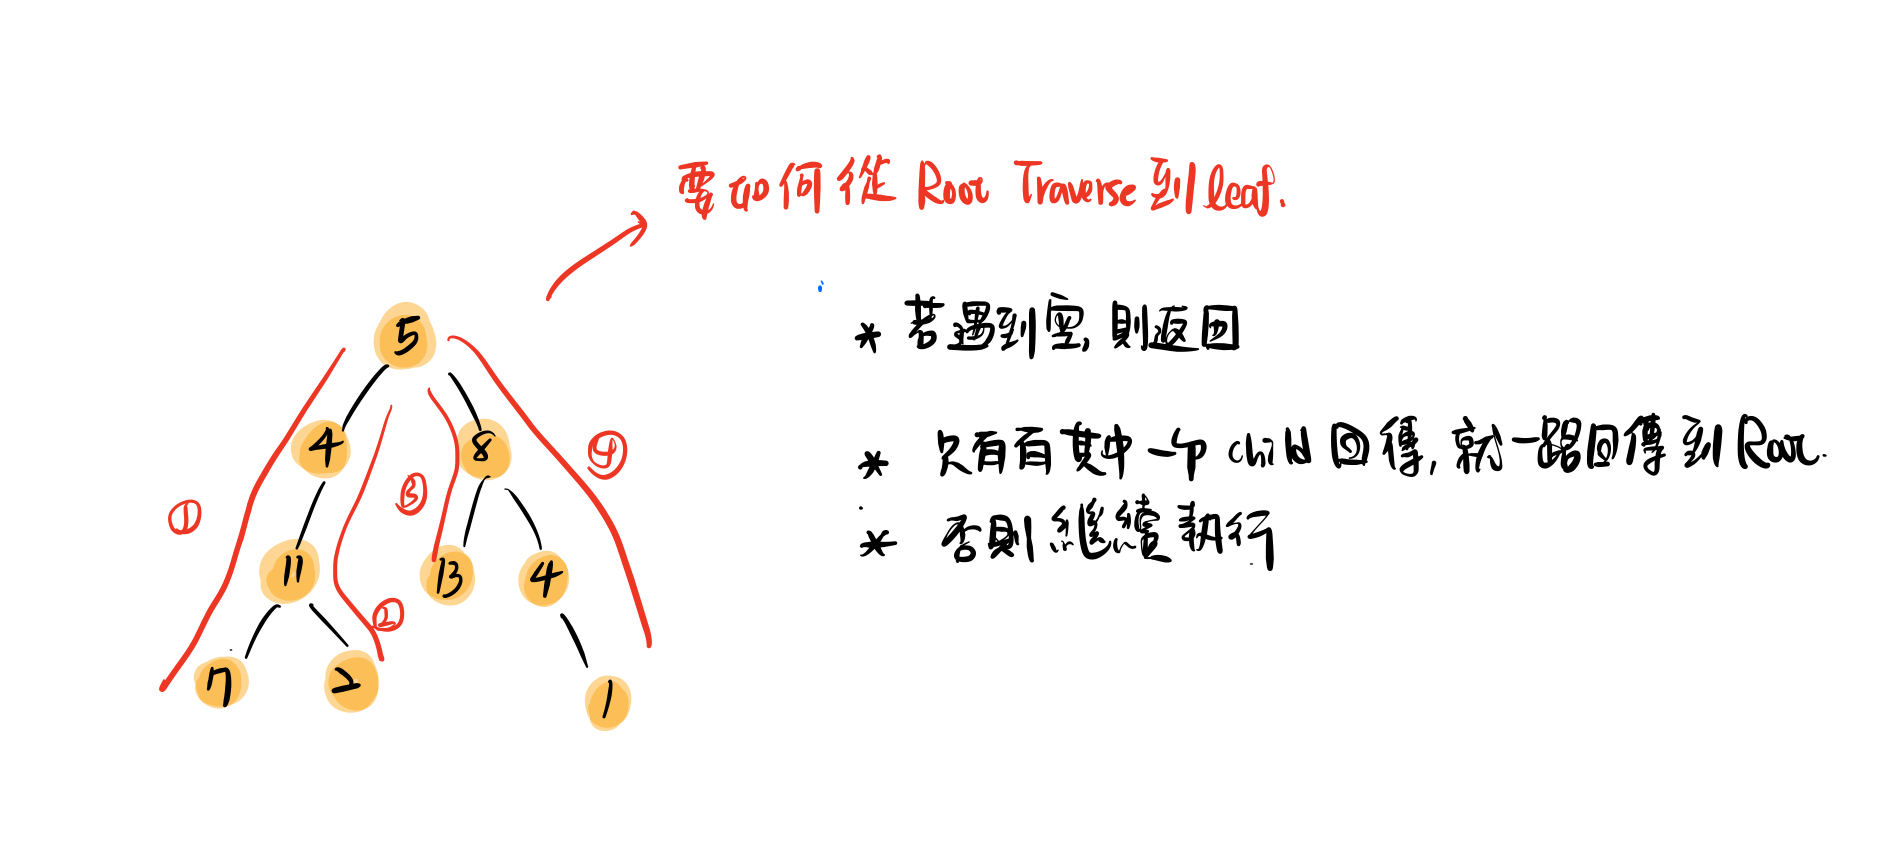 要如何從 Root Traverse 到 leaf.
* 若遇到空, 則返回
5
* 只有有其中一个 child 回得, 就一路回傳到 Root.
4 8 ④
① ③
* 否則繼續執行
11 13 4
②
7 2 1